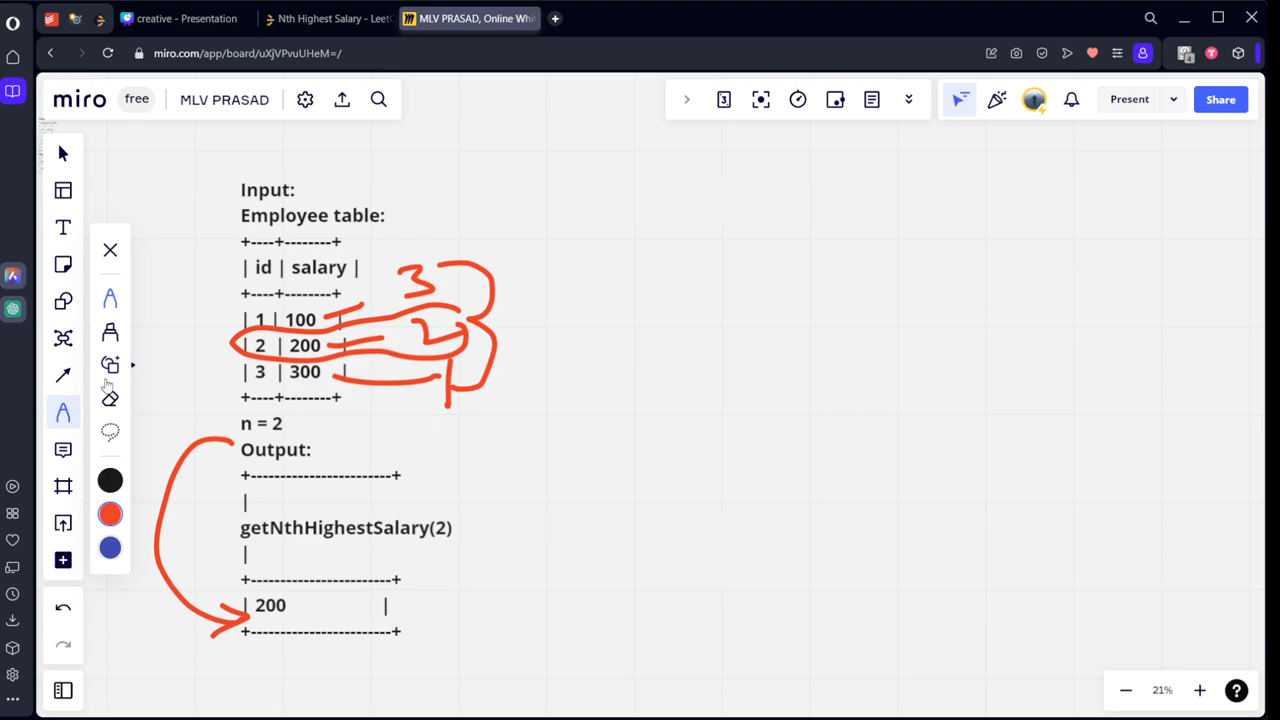 creative - Presentation
Nth Highest Salary - LeetC
MLV PRASAD, Online Whit
miro.com/app/board/uXjVPvuUHeM=/
miro
free
MLV PRASAD
3
Present
Share
Input:
Employee table:
+----+--------+
| id | salary |
+----+--------+
| 1 | 100 |
| 2 | 200 |
| 3 | 300 |
+----+--------+
3
2
1
n = 2
Output:
+------------------------+
|
getNthHighestSalary(2)
|
+------------------------+
| 200 |
+------------------------+
T
21%
?